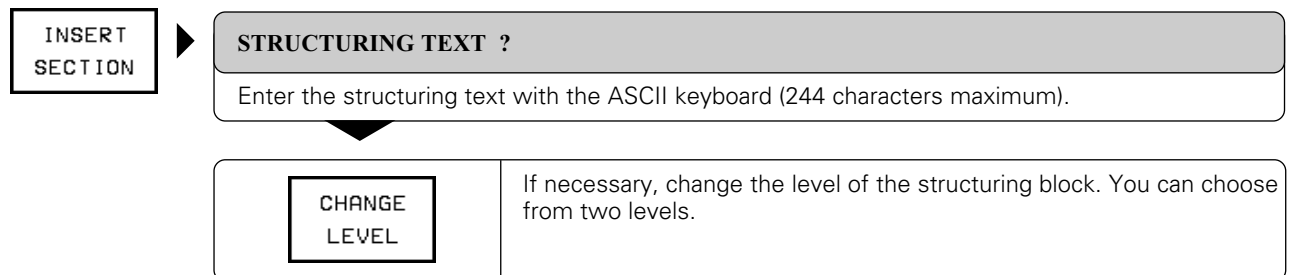 INSERT
SECTION
STRUCTURING TEXT ?
Enter the structuring text with the ASCII keyboard (244 characters maximum).
CHANGE
LEVEL
If necessary, change the level of the structuring block. You can choose
from two levels.